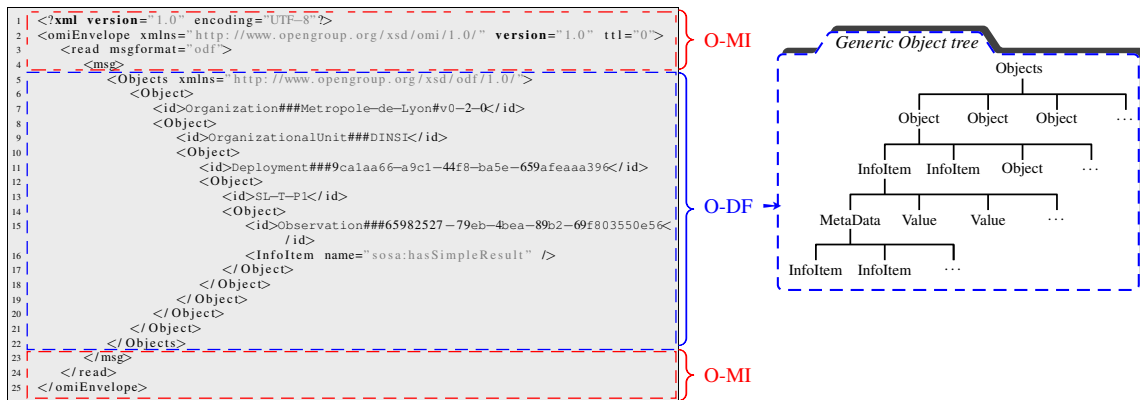 1 <?xml version="1.0" encoding="UTF-8"?>
2 <omiEnvelope xmlns="http://www.opengroup.org/xsd/omi/1.0/" version="1.0" ttl="0">
3 <read msgformat="odf">
4 <msg>
5 <Objects xmlns="http://www.opengroup.org/xsd/odf/1.0/">
6 <Object>
7 <id>Organization###Metropole-de-Lyon#v0-2-0</id>
8 <Object>
9 <id>OrganizationalUnit###DINSI</id>
10 <Object>
11 <id>Deployment###9ca1aa66-a9c1-44f8-ba5e-659afeaaa396</id>
12 <Object>
13 <id>SL-T-P1</id>
14 <Object>
15 <id>Observation###65982527-79eb-4bea-89b2-69f803550e56<
/id>
16 <InfoItem name="sosa:hasSimpleResult" />
17 </Object>
18 </Object>
19 </Object>
20 </Object>
21 </Object>
22 </Objects>
23 </msg>
24 </read>
25 </omiEnvelope>
O-MI
O-DF
O-MI
Generic Object tree
Objects
Object Object Object ...
InfoItem InfoItem Object ...
MetaData Value Value ...
InfoItem InfoItem ...